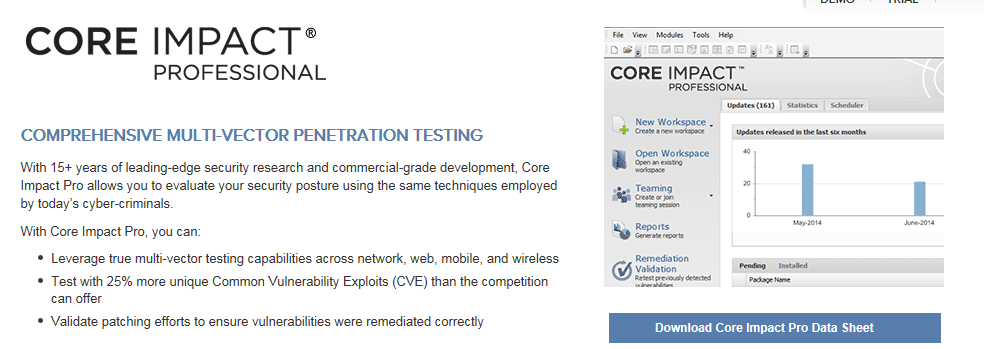 DEMO TRIAL
CORE IMPACT®
PROFESSIONAL
COMPREHENSIVE MULTI-VECTOR PENETRATION TESTING
With 15+ years of leading-edge security research and commercial-grade development, Core
Impact Pro allows you to evaluate your security posture using the same techniques employed
by today's cyber-criminals.
With Core Impact Pro, you can:
• Leverage true multi-vector testing capabilities across network, web, mobile, and wireless
• Test with 25% more unique Common Vulnerability Exploits (CVE) than the competition
can offer
• Validate patching efforts to ensure vulnerabilities were remediated correctly
File View Modules Tools Help
CORE IMPACT™
PROFESSIONAL
Updates (161) Statistics Scheduler
New Workspace
Create a new workspace
Open Workspace
Open an existing
workspace
Teaming
Create or join
teaming session
Reports
Generate reports
Remediation
Validation
Retest previously detected
vulnerabilities
Updates released in the last six months
40
20
0
May-2014 June-2014
Pending Installed
Package Name
Download Core Impact Pro Data Sheet